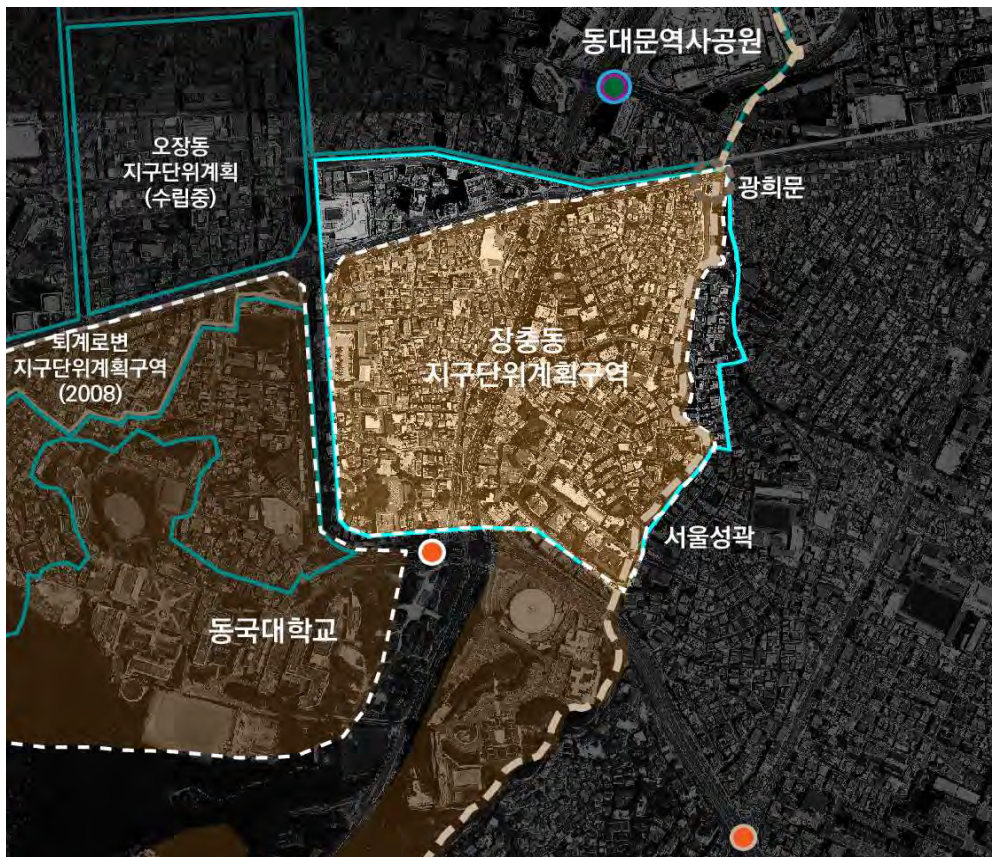 동대문역사공원
오장동
지구단위계획
(수립중)
광희문
퇴계로변
지구단위계획구역
(2008)
장충동
지구단위계획구역
서울성곽
동국대학교